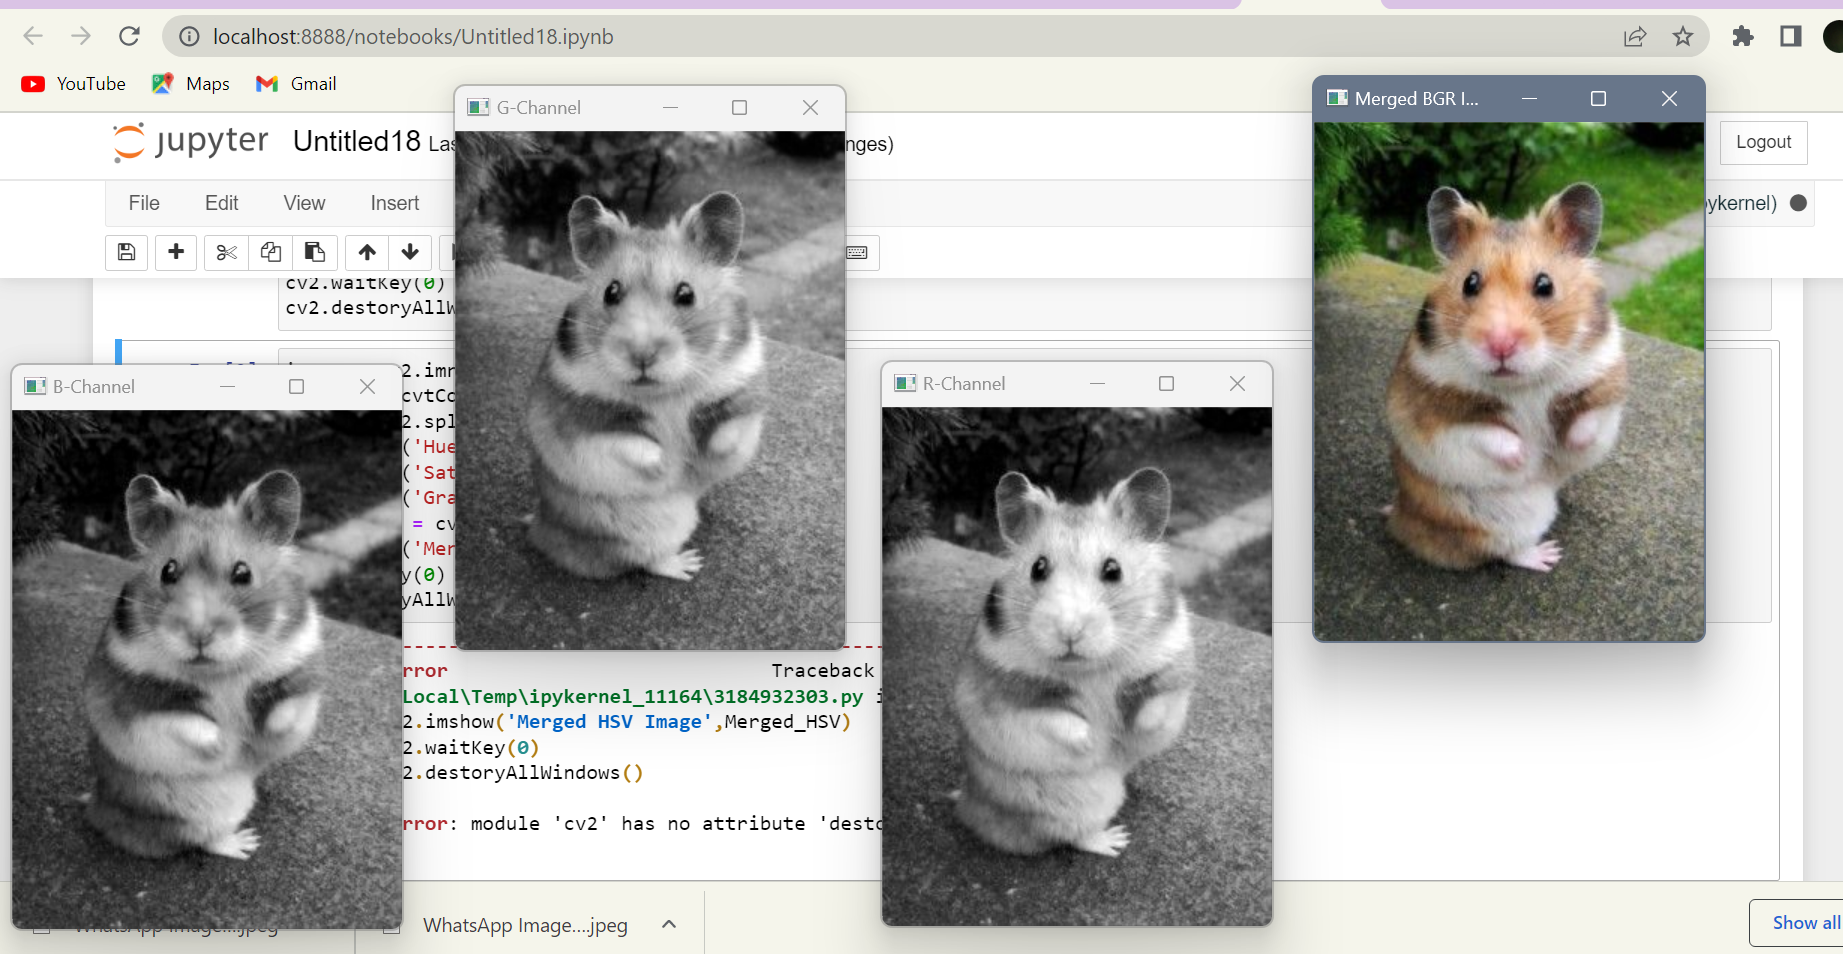 localhost:8888/notebooks/Untitled18.ipynb
YouTube
Maps
Gmail
G-Channel
Merged BGR I...
jupyter
Untitled18
nges)
Logout
File
Edit
View
Insert
ykernel)
cv2.waitKey(0)
cv2.destoryAllW
B-Channel
R-Channel
2.imr
cvtCo
2.spl
('Hue
('Sat
('Gra
= cv
('Mer
y(0)
yAllW
rror
Traceback
Local\Temp\ipykernel_11164\3184932303.py
2.imshow('Merged HSV Image',Merged_HSV)
2.waitKey(0)
2.destoryAllWindows()
rror: module 'cv2' has no attribute 'desto
WhatsApp Image....jpeg
WhatsApp Image....jpeg
Show all